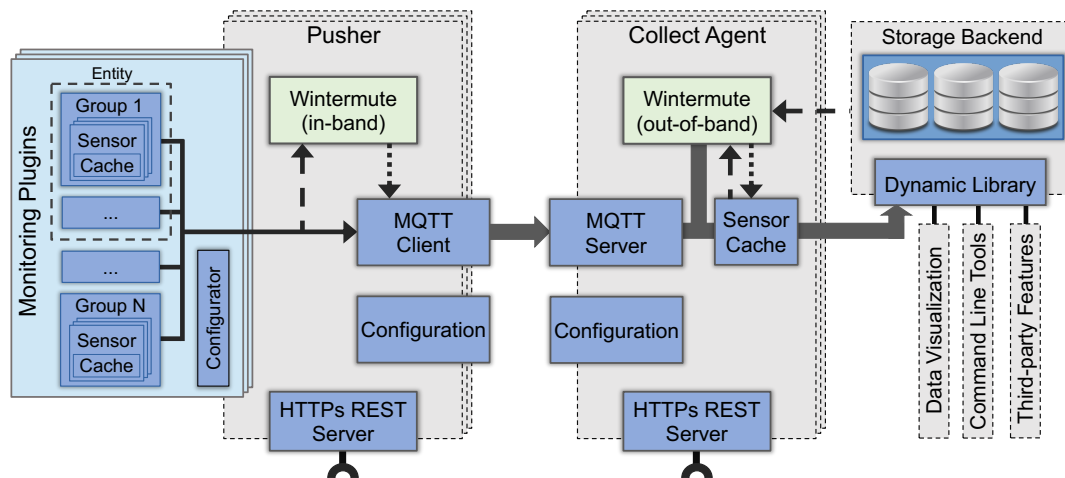 Monitoring Plugins
Entity
Group 1
Sensor
Cache
...
...
Group N
Sensor
Cache
Configurator
Pusher
Wintermute
(in-band)
MQTT
Client
Configuration
HTTPs REST
Server
Collect Agent
Wintermute
(out-of-band)
MQTT
Server
Sensor
Cache
Configuration
HTTPs REST
Server
Storage Backend
Dynamic Library
Data Visualization
Command Line Tools
Third-party Features